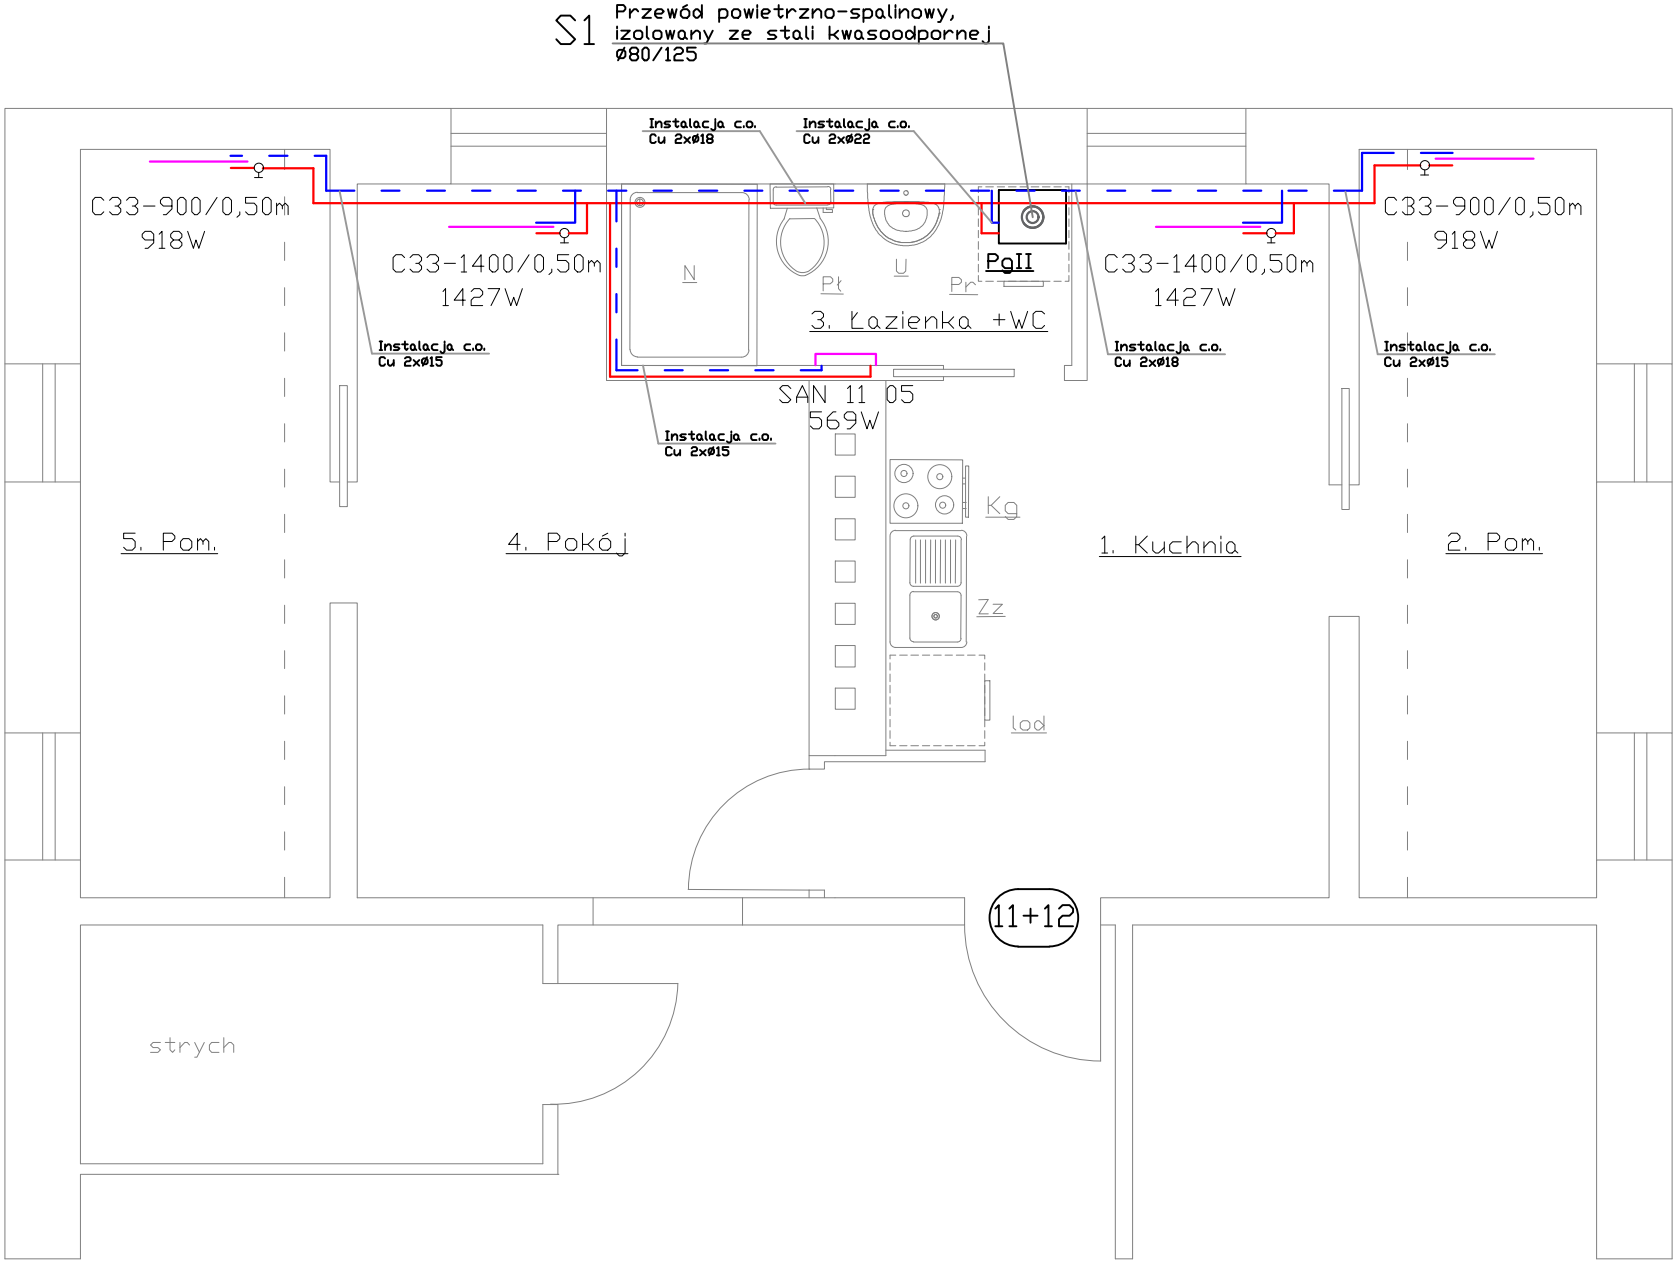 S1
Przewód powietrzno-spalinowy,
izolowany ze stali kwasoodpornej
ø80/125
Instalacja c.o.
Cu 2xø18
Instalacja c.o.
Cu 2xø22
C33-900/0,50m
918W
C33-1400/0,50m
1427W
N
Pł
U
Pr
PgII
C33-1400/0,50m
1427W
C33-900/0,50m
918W
3. Łazienka +WC
Instalacja c.o.
Cu 2xø15
Instalacja c.o.
Cu 2xø18
Instalacja c.o.
Cu 2xø15
SAN 11 05
569W
Instalacja c.o.
Cu 2xø15
Kg
5. Pom.
4. Pokój
1. Kuchnia
2. Pom.
Zz
lod
11+12
strych